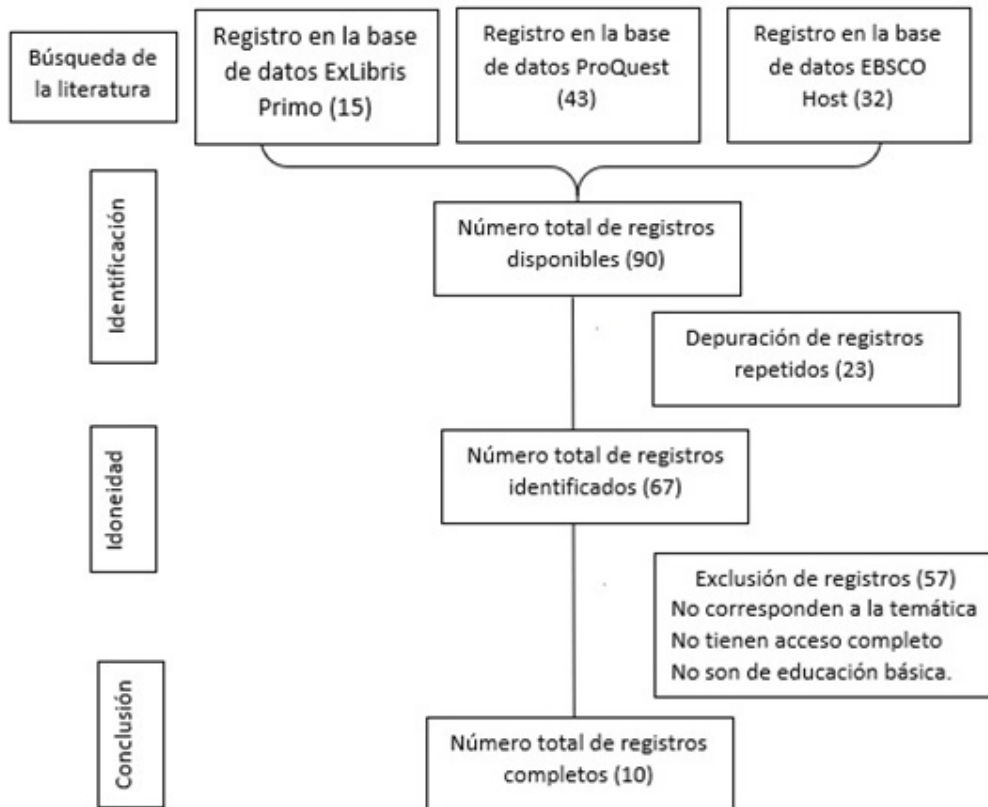 Búsqueda de
la literatura
Registro en la base
de datos ExLibris
Primo (15)
Registro en la base
de datos ProQuest
(43)
Registro en la base
de datos EBSCO
Host (32)
Identificación
Número total de registros
disponibles (90)
Depuración de registros
repetidos (23)
Idoneidad
Número total de registros
identificados (67)
Exclusión de registros (57)
No corresponden a la temática
No tienen acceso completo
No son de educación básica.
Conclusión
Número total de registros
completos (10)